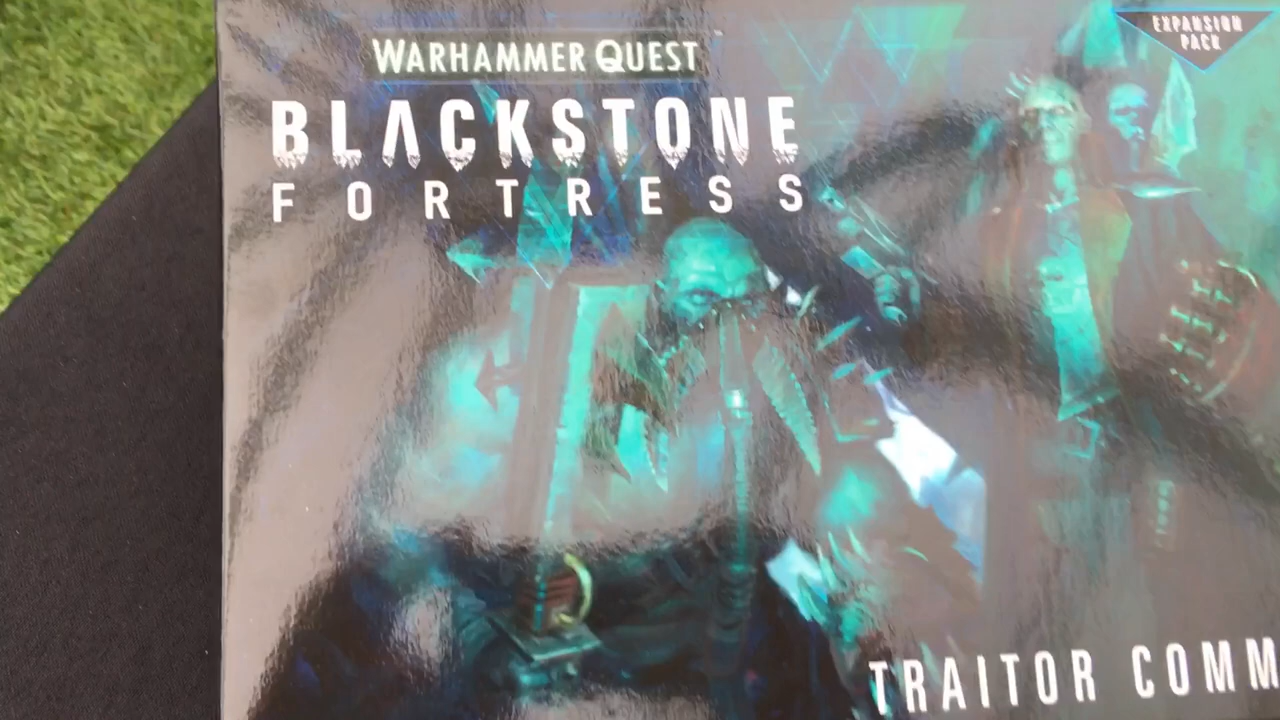 WARHAMMER QUEST
BLACKSTONE
FORTRESS
EXPANSION
PACK
TRAITOR COMM